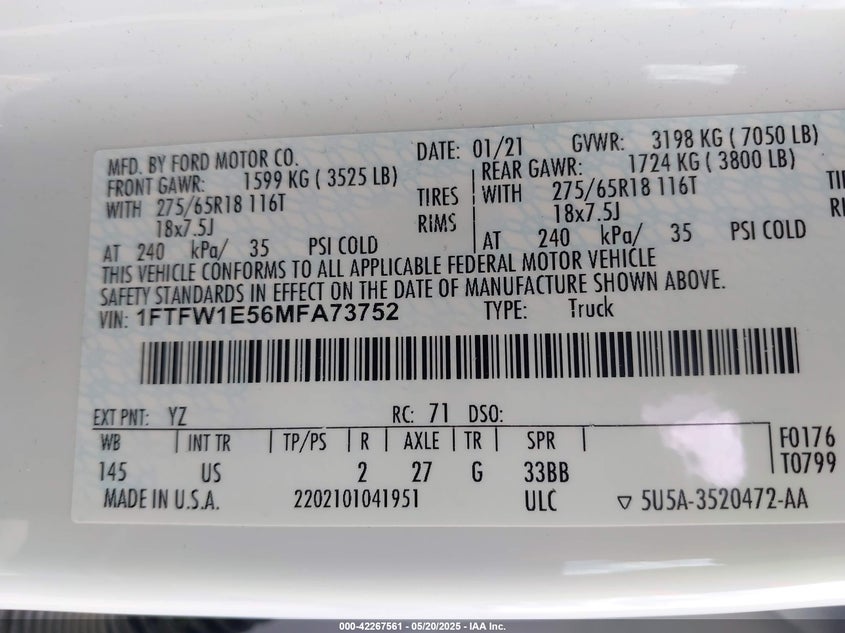 MFD. BY FORD MOTOR CO. DATE: 01/21 GVWR: 3198 KG ( 7050 LB)
FRONT GAWR: 1599 KG ( 3525 LB) REAR GAWR: 1724 KG ( 3800 LB)
WITH 275/65R18 116T TIRES WITH 275/65R18 116T
18x7.5J RIMS 18x7.5J
AT 240 kPa/ 35 PSI COLD AT 240 kPa/ 35 PSI COLD
THIS VEHICLE CONFORMS TO ALL APPLICABLE FEDERAL MOTOR VEHICLE
SAFETY STANDARDS IN EFFECT ON THE DATE OF MANUFACTURE SHOWN ABOVE.
VIN: 1FTFW1E56MFA73752 TYPE: Truck
EXT PNT: YZ RC: 71 DSO:
WB INT TR TP/PS R AXLE TR SPR F0176
145 US 2 27 G 33BB T0799
MADE IN U.S.A. 2202101041951 ULC ▽ 5U5A-3520472-AA
000-42267561 — 05/20/2025 — IAA Inc.